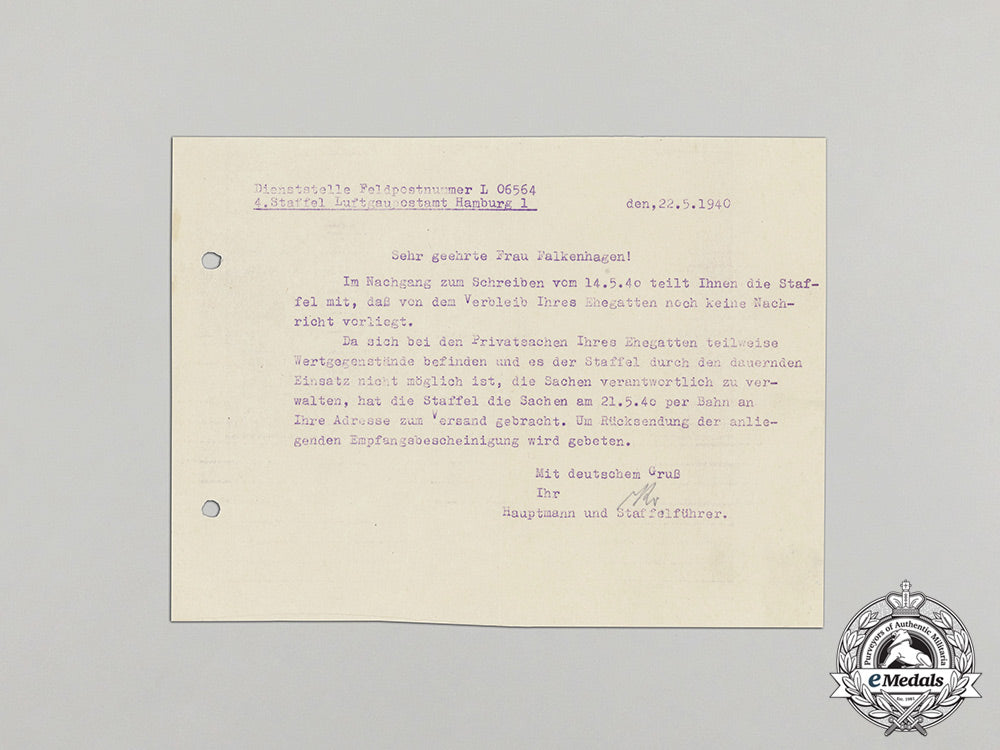 Dienststelle Feldpostnummer L 06564
4.Staffel Luftgaupostamt Hamburg 1
den,22.5.1940
Sehr geehrte Frau Falkenhagen!
Im Nachgang zum Schreiben vom 14.5.40 teilt Ihnen die Staf-
fel mit, daß von dem Verbleib Ihres Ehegatten noch keine Nach-
richt vorliegt.
Da sich bei den Privatsachen Ihres Ehegatten teilweise
Wertgegenstände befinden und es der Staffel durch den dauernden
Einsatz nicht möglich ist, die Sachen verantwortlich zu ver-
walten, hat die Staffel die Sachen am 21.5.40 per Bahn an
Ihre Adresse zum Versand gebracht. Um Rücksendung der anlie-
genden Empfangsbescheinigung wird gebeten.
Mit deutschem Gruß
Ihr
Hauptmann und Staffelführer.
Purveyors of Authentic Militaria
eMedals
Est. 1981